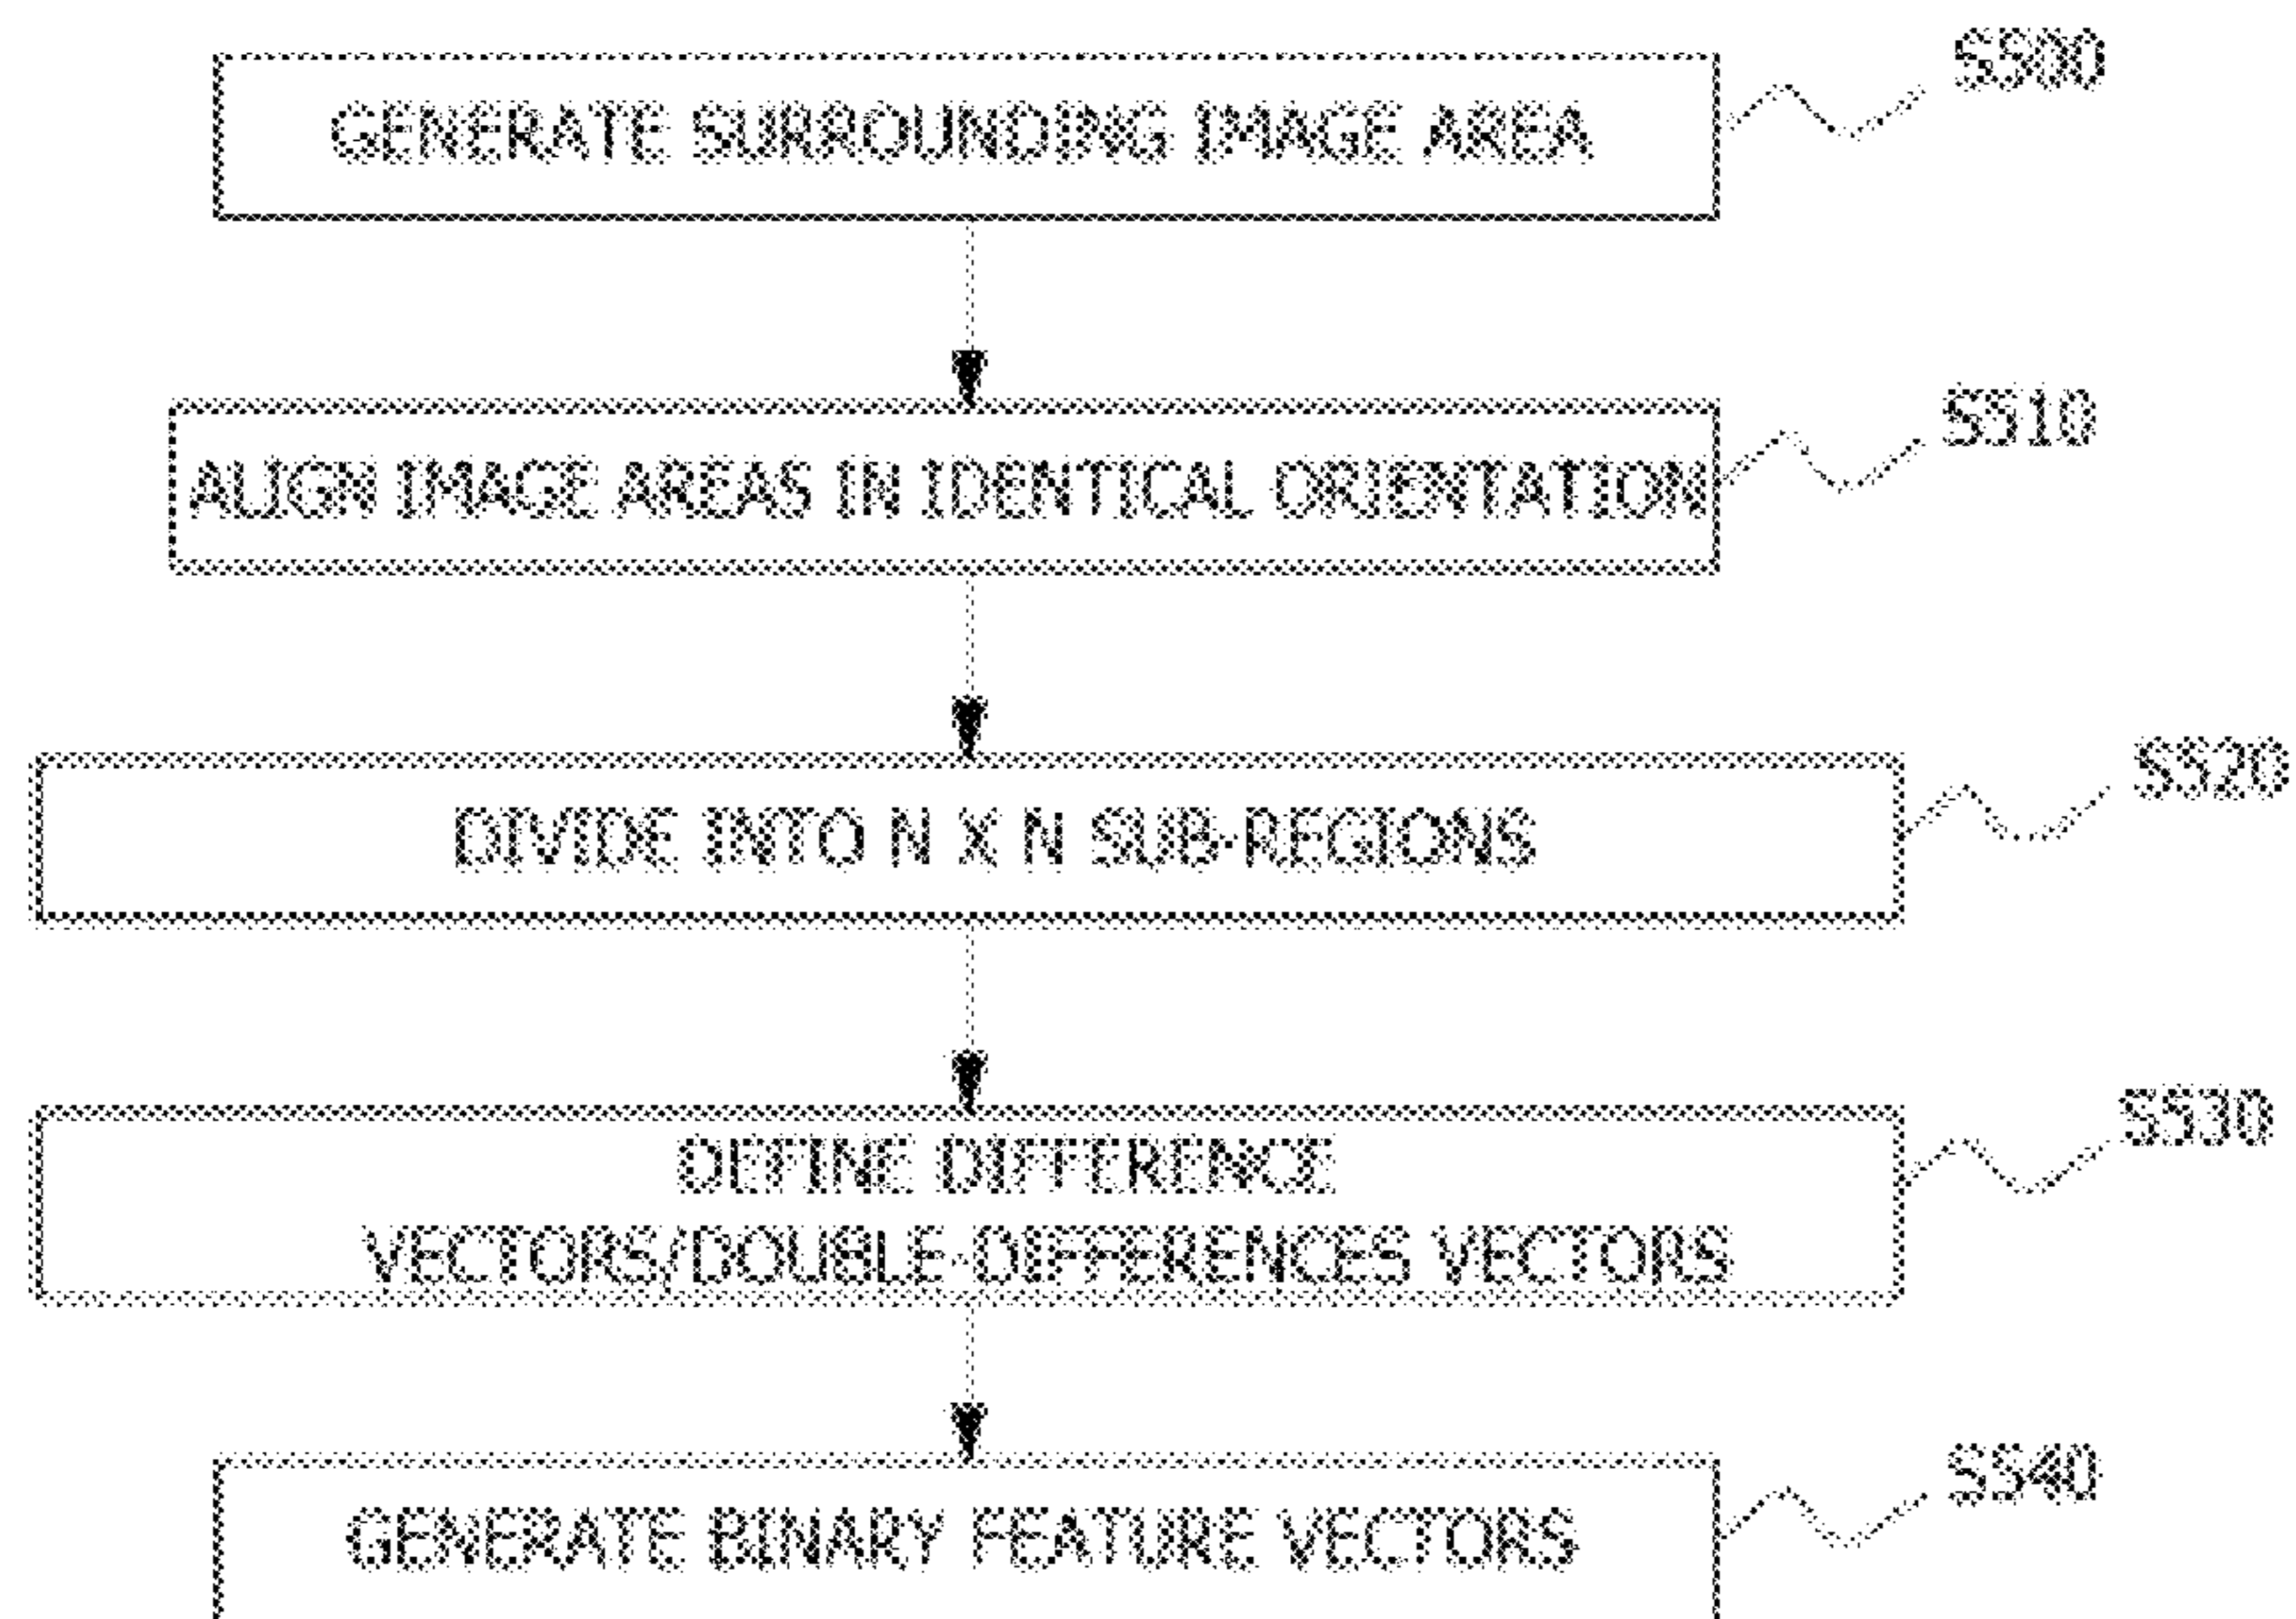 S500
GENERATE SURROUNDING IMAGE AREA
S510
ALIGN IMAGE AREAS IN IDENTICAL ORIENTATION
S520
DIVIDE INTO N X N SUB-REGIONS
S530
DEFINE DIFFERENCE
VECTORS/DOUBLE-DIFFERENCES VECTORS
S540
GENERATE BINARY FEATURE VECTORS